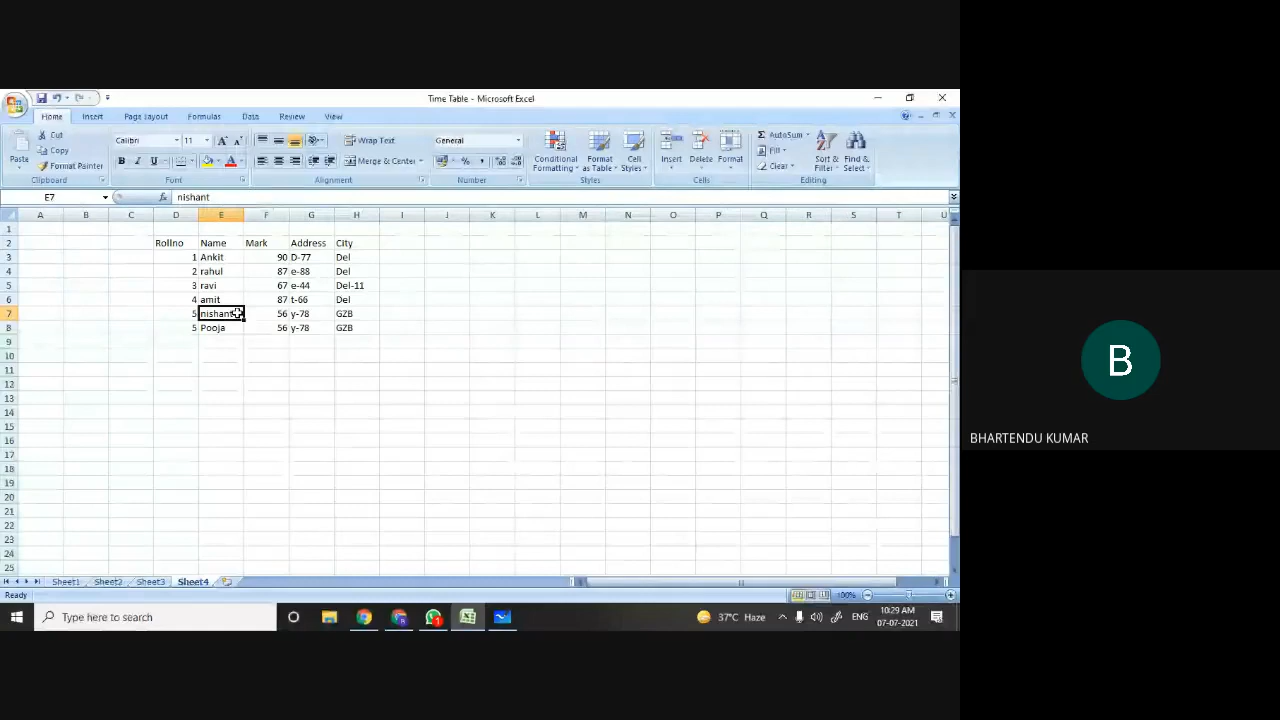 Time Table - Microsoft Excel
Home Insert Page Layout Formulas Data Review View
Paste Cut Copy Format Painter Clipboard
Calibri 11 B I U A Font
Wrap Text Merge & Center Alignment
General % , Number
Conditional Formatting Format as Table Cell Styles Styles
Insert Delete Format Cells
Σ AutoSum Fill Clear Sort & Filter Find & Select Editing
E7 fx nishant
A B C D E F G H I J K L M N O P Q R S T U
1
2 Rollno Name Mark Address City
3 1 Ankit 90 D-77 Del
4 2 rahul 87 e-88 Del
5 3 ravi 67 e-44 Del-11
6 4 amit 87 t-66 Del
7 5 nishant 56 y-78 GZB
8 5 Pooja 56 y-78 GZB
9
10
11
12
13
14
15
16
17
18
19
20
21
22
23
24
25
Sheet1 Sheet2 Sheet3 Sheet4
Ready 100%
Type here to search 1 37°C Haze ENG 10:29 AM
07-07-2021
B
BHARTENDU KUMAR